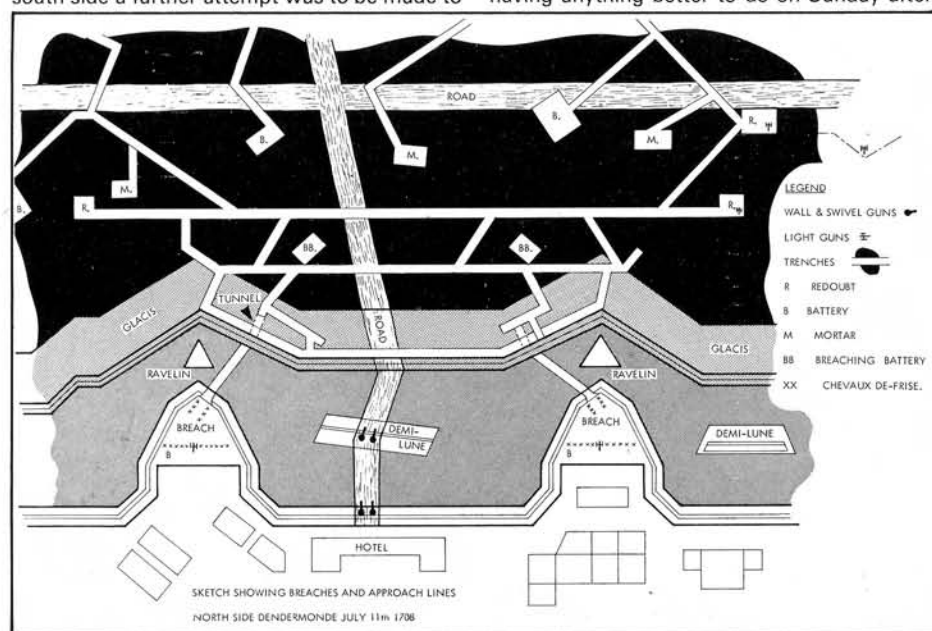 south side a further attempt was to be made to
having anything better to do on Sunday after
ROAD
B.
B.
M.
M.
R.
M.
B.
R.
R.
BB.
BB.
TUNNEL
GLACIS
ROAD
GLACIS
RAVELIN
RAVELIN
BREACH
BREACH
B
B
DEMI-
LUNE
DEMI-LUNE
HOTEL
LEGEND
WALL & SWIVEL GUNS
LIGHT GUNS
TRENCHES
R REDOUBT
B BATTERY
M MORTAR
BB BREACHING BATTERY
XX CHEVAUX DE-FRISE.
SKETCH SHOWING BREACHES AND APPROACH LINES
NORTH SIDE DENDERMONDE JULY 11th 1708